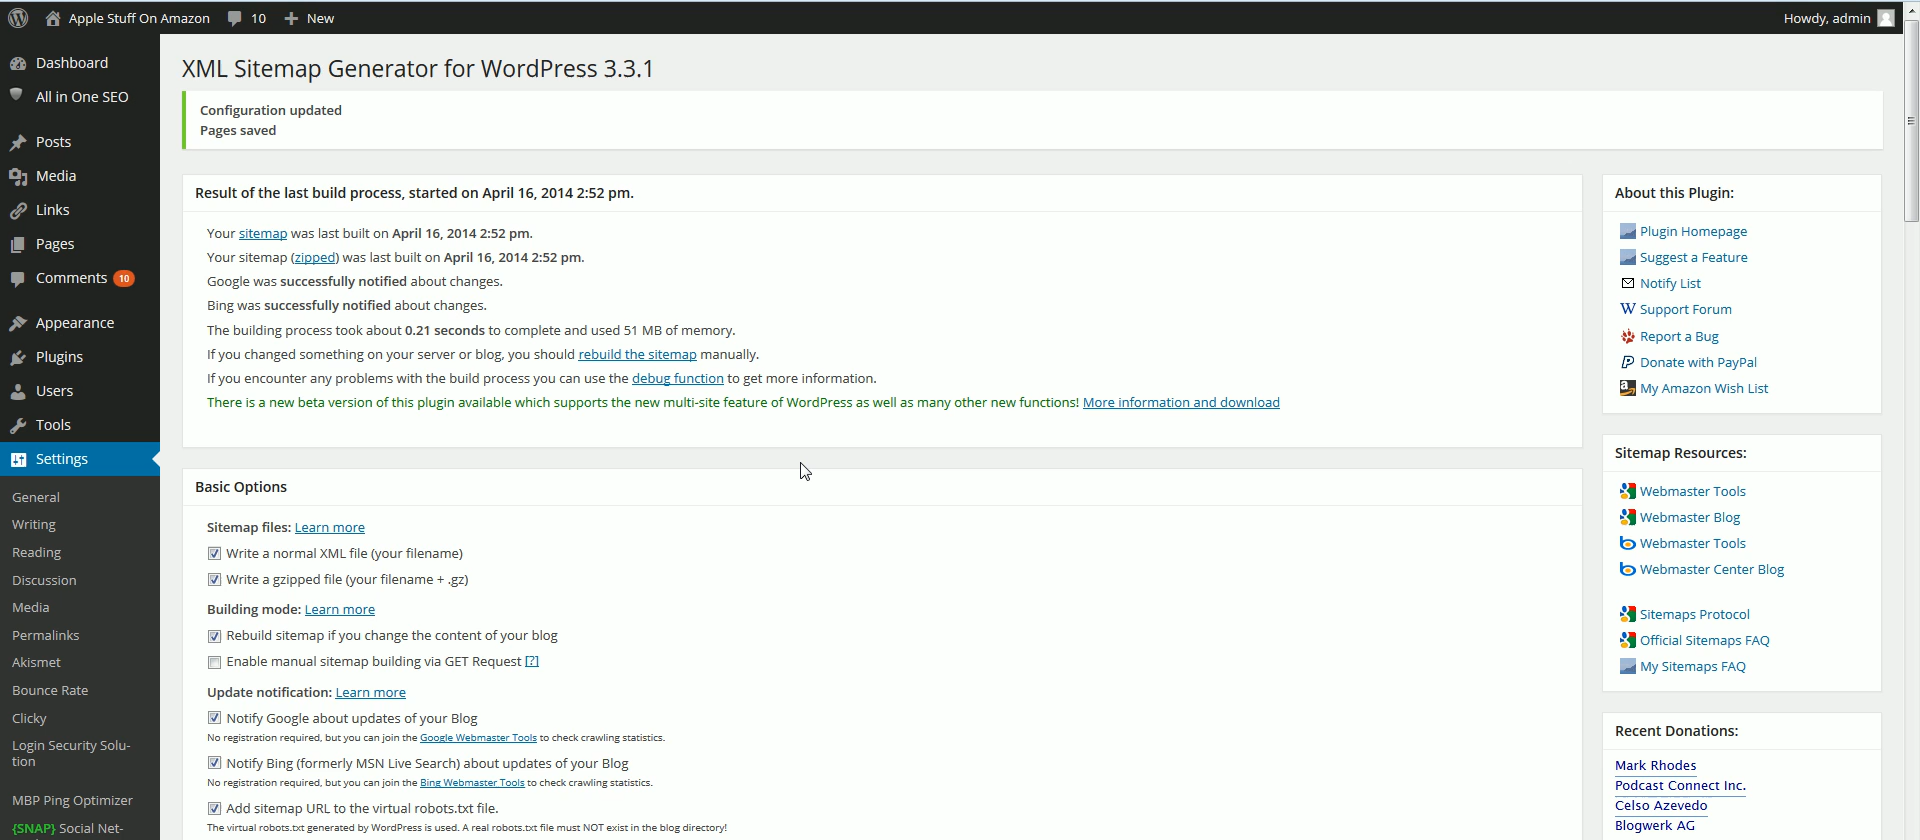 Apple Stuff On Amazon 10 New Howdy, admin
Dashboard
All in One SEO
Posts
Media
Links
Pages
Comments 10
Appearance
Plugins
Users
Tools
Settings
General
Writing
Reading
Discussion
Media
Permalinks
Akismet
Bounce Rate
Clicky
Login Security Solu-
tion
MBP Ping Optimizer
{SNAP} Social Net-
XML Sitemap Generator for WordPress 3.3.1
Configuration updated
Pages saved
Result of the last build process, started on April 16, 2014 2:52 pm.
Your sitemap was last built on April 16, 2014 2:52 pm.
Your sitemap (zipped) was last built on April 16, 2014 2:52 pm.
Google was successfully notified about changes.
Bing was successfully notified about changes.
The building process took about 0.21 seconds to complete and used 51 MB of memory.
If you changed something on your server or blog, you should rebuild the sitemap manually.
If you encounter any problems with the build process you can use the debug function to get more information.
There is a new beta version of this plugin available which supports the new multi-site feature of WordPress as well as many other new functions! More information and download
Basic Options
Sitemap files: Learn more
Write a normal XML file (your filename)
Write a gzipped file (your filename + .gz)
Building mode: Learn more
Rebuild sitemap if you change the content of your blog
Enable manual sitemap building via GET Request [?]
Update notification: Learn more
Notify Google about updates of your Blog
No registration required, but you can join the Google Webmaster Tools to check crawling statistics.
Notify Bing (formerly MSN Live Search) about updates of your Blog
No registration required, but you can join the Bing Webmaster Tools to check crawling statistics.
Add sitemap URL to the virtual robots.txt file.
The virtual robots.txt generated by WordPress is used. A real robots.txt file must NOT exist in the blog directory!
About this Plugin:
Plugin Homepage
Suggest a Feature
Notify List
Support Forum
Report a Bug
Donate with PayPal
My Amazon Wish List
Sitemap Resources:
Webmaster Tools
Webmaster Blog
Webmaster Tools
Webmaster Center Blog
Sitemaps Protocol
Official Sitemaps FAQ
My Sitemaps FAQ
Recent Donations:
Mark Rhodes
Podcast Connect Inc.
Celso Azevedo
Blogwerk AG